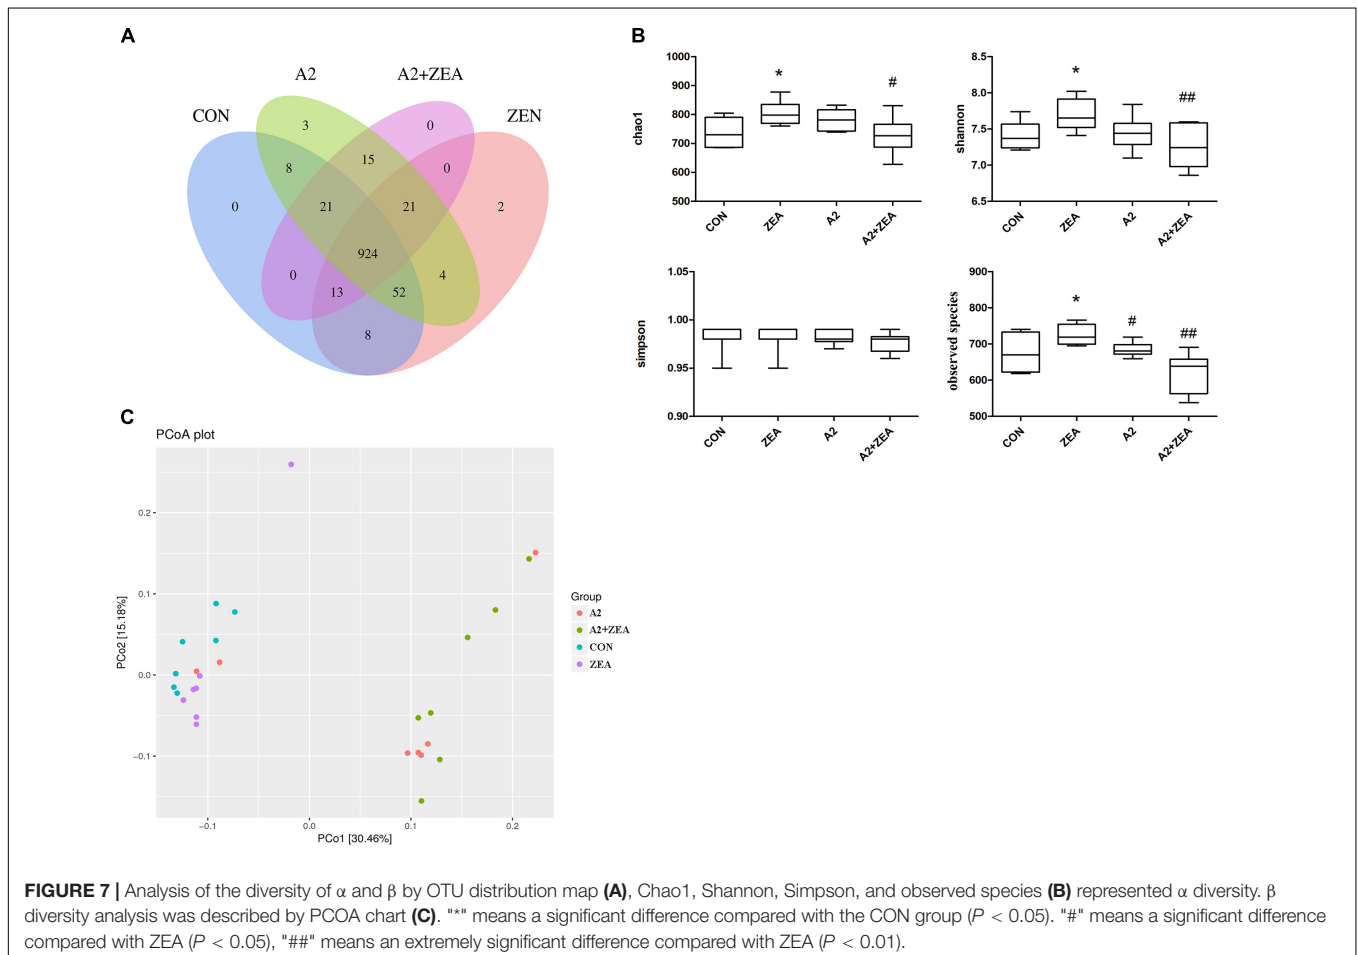 A
CON
A2
A2+ZEA
ZEN
3
0
15
8
0
0
21
21
2
924
0
4
13
52
8
B
1000
900
800
700
600
500
chao1
*
#
CON
ZEA
A2
A2+ZEA
8.5
8.0
7.5
7.0
6.5
shannon
*
##
CON
ZEA
A2
A2+ZEA
1.05
1.00
0.95
0.90
simpson
CON
ZEA
A2
A2+ZEA
900
800
700
600
500
observed species
*
#
##
CON
ZEA
A2
A2+ZEA
C
PCoA plot
0.2
0.1
0.0
−0.1
PCo2 [15.18%]
−0.1
0.0
0.1
0.2
PCo1 [30.46%]
Group
A2
A2+ZEA
CON
ZEA
FIGURE 7 | Analysis of the diversity of α and β by OTU distribution map (A), Chao1, Shannon, Simpson, and observed species (B) represented α diversity. β
diversity analysis was described by PCOA chart (C). "*" means a significant difference compared with the CON group (P < 0.05). "#" means a significant difference
compared with ZEA (P < 0.05), "##" means an extremely significant difference compared with ZEA (P < 0.01).